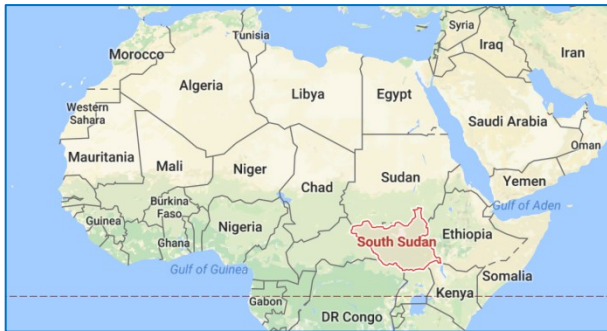 Syria
Tunisia
Morocco
Iraq
Iran
Algeria
Libya
Egypt
Western
Sahara
Saudi Arabia
Oman
Mauritania
Mali
Niger
Sudan
Chad
Yemen
Gulf of Aden
Burkina
Faso
Guinea
Nigeria
South Sudan
Ethiopia
Ghana
Gulf of Guinea
Somalia
Kenya
Gabon
DR Congo